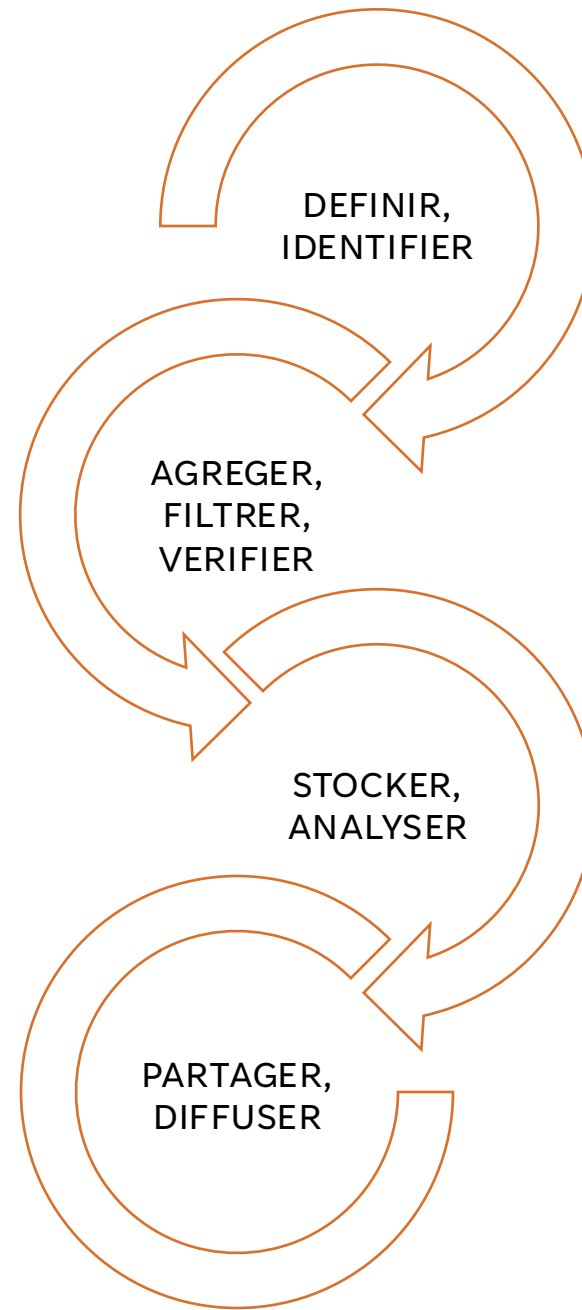 DEFINIR,
IDENTIFIER
AGREGER,
FILTRER,
VERIFIER
STOCKER,
ANALYSER
PARTAGER,
DIFFUSER